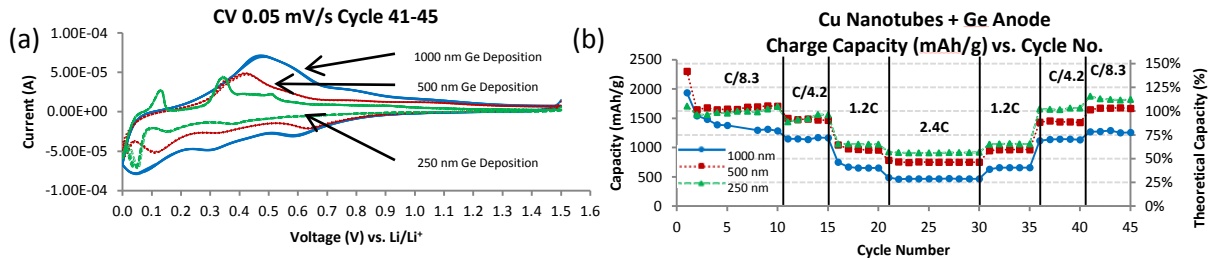 (a)
CV 0.05 mV/s Cycle 41-45
1.00E-04
5.00E-05
0.00E+00
-5.00E-05
-1.00E-04
Current (A)
1000 nm Ge Deposition
500 nm Ge Deposition
250 nm Ge Deposition
0.0 0.1 0.2 0.3 0.4 0.5 0.6 0.7 0.8 0.9 1.0 1.1 1.2 1.3 1.4 1.5 1.6
Voltage (V) vs. Li/Li⁺
(b)
Cu Nanotubes + Ge Anode
Charge Capacity (mAh/g) vs. Cycle No.
2500
2000
1500
1000
500
0
Capacity (mAh/g)
C/8.3
C/4.2
1.2C
2.4C
1.2C
C/4.2
C/8.3
1000 nm
500 nm
250 nm
150%
125%
100%
75%
50%
25%
0%
Theoretical Capacity (%)
0 5 10 15 20 25 30 35 40 45
Cycle Number